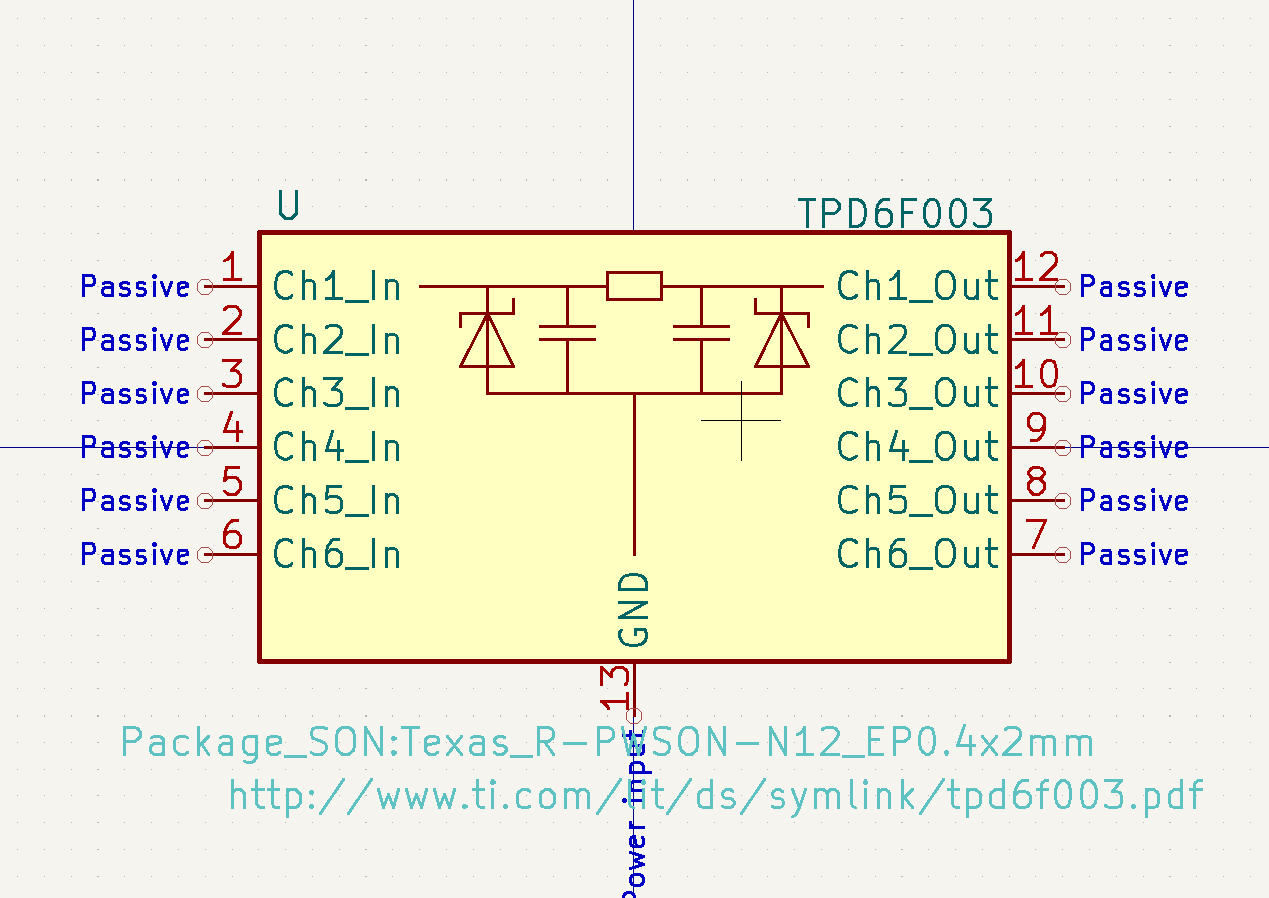 U TPD6F003
Passive 1 Ch1_In Ch1_Out 12 Passive
Passive 2 Ch2_In Ch2_Out 11 Passive
Passive 3 Ch3_In Ch3_Out 10 Passive
Passive 4 Ch4_In Ch4_Out 9 Passive
Passive 5 Ch5_In Ch5_Out 8 Passive
Passive 6 Ch6_In Ch6_Out 7 Passive
GND
13
Power input
Package_SON:Texas_R-PWSON-N12_EP0.4x2mm
http://www.ti.com/lit/ds/symlink/tpd6f003.pdf